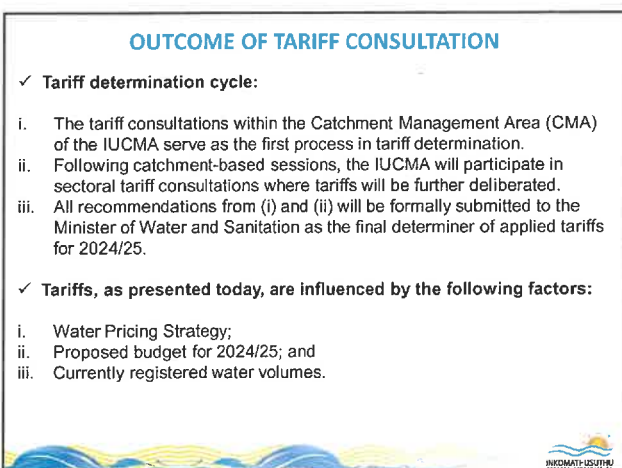 OUTCOME OF TARIFF CONSULTATION
✓ Tariff determination cycle:
i. The tariff consultations within the Catchment Management Area (CMA)
of the IUCMA serve as the first process in tariff determination.
ii. Following catchment-based sessions, the IUCMA will participate in
sectoral tariff consultations where tariffs will be further deliberated.
iii. All recommendations from (i) and (ii) will be formally submitted to the
Minister of Water and Sanitation as the final determiner of applied tariffs
for 2024/25.
✓ Tariffs, as presented today, are influenced by the following factors:
i. Water Pricing Strategy;
ii. Proposed budget for 2024/25; and
iii. Currently registered water volumes.
INKOMATI-USUTHU